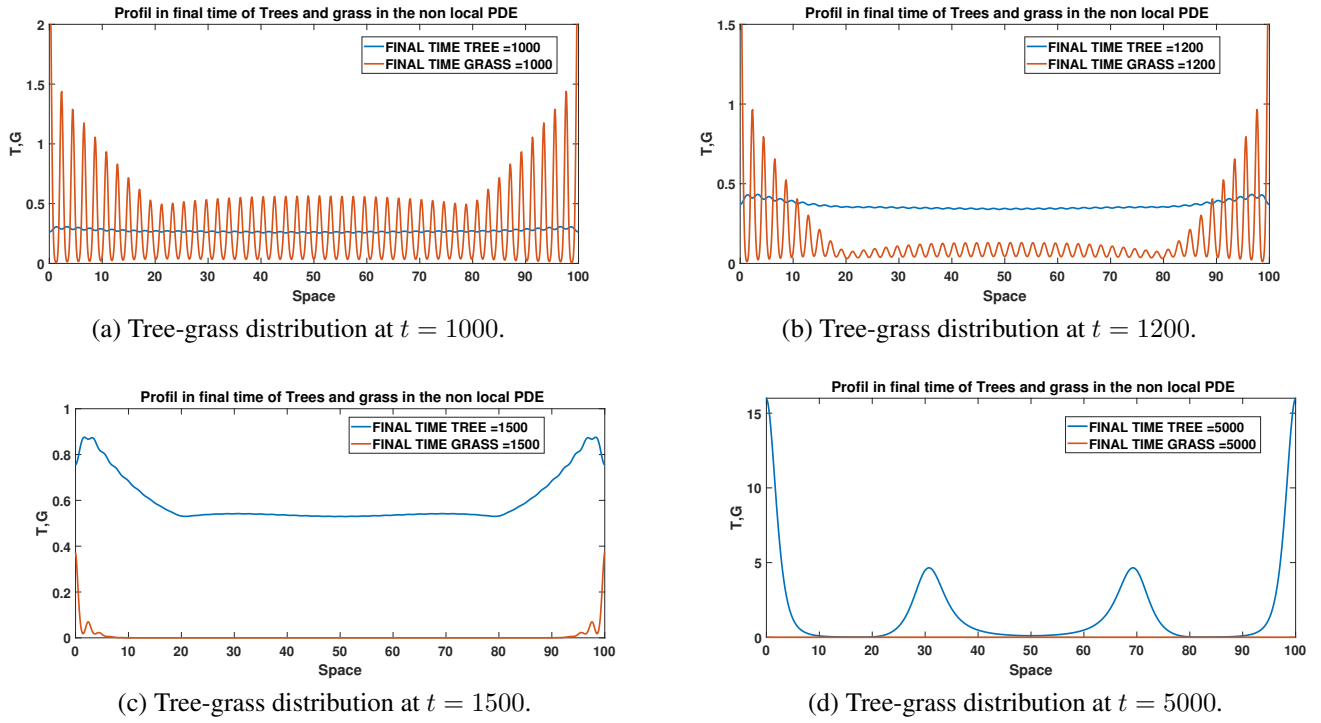 Profil in final time of Trees and grass in the non local PDE
FINAL TIME TREE =1000
FINAL TIME GRASS =1000
T,G
2
1.5
1
0.5
0
0 10 20 30 40 50 60 70 80 90 100
Space
(a) Tree-grass distribution at t = 1000.
Profil in final time of Trees and grass in the non local PDE
FINAL TIME TREE =1200
FINAL TIME GRASS =1200
T,G
1.5
1
0.5
0
0 10 20 30 40 50 60 70 80 90 100
Space
(b) Tree-grass distribution at t = 1200.
Profil in final time of Trees and grass in the non local PDE
FINAL TIME TREE =1500
FINAL TIME GRASS =1500
T,G
1
0.8
0.6
0.4
0.2
0
0 10 20 30 40 50 60 70 80 90 100
Space
(c) Tree-grass distribution at t = 1500.
Profil in final time of Trees and grass in the non local PDE
FINAL TIME TREE =5000
FINAL TIME GRASS =5000
T,G
15
10
5
0
0 10 20 30 40 50 60 70 80 90 100
Space
(d) Tree-grass distribution at t = 5000.